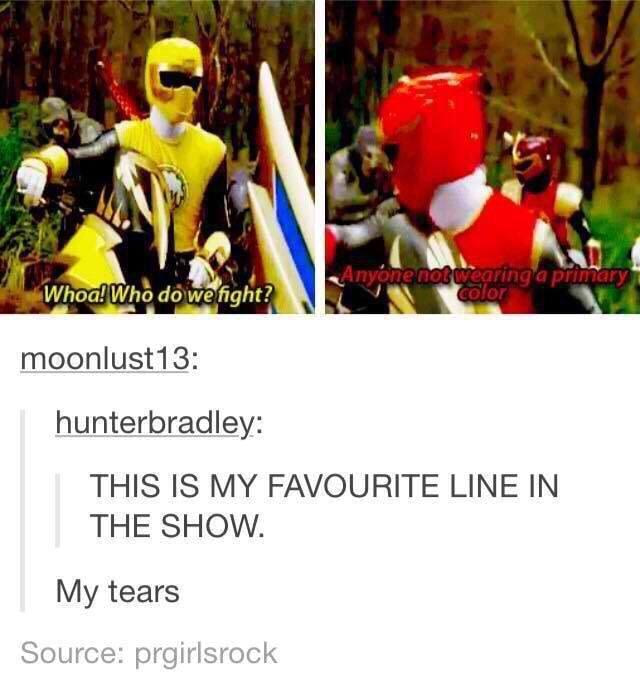 Whoa! Who do we fight?
Anyone not wearing a primary
color
moonlust13:
hunterbradley:
THIS IS MY FAVOURITE LINE IN
THE SHOW.
My tears
Source: prgirlsrock